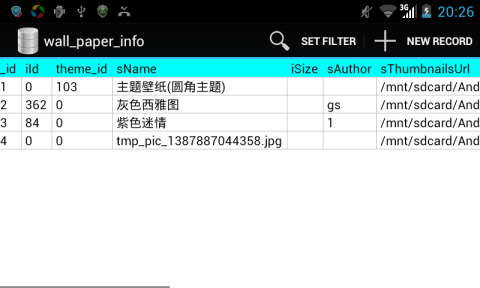 3G 20:26
wall_paper_info SET FILTER NEW RECORD
_id iId theme_id sName iSize sAuthor sThumbnailsUrl
1 0 103 主题壁纸(圆角主题) /mnt/sdcard/And
2 362 0 灰色西雅图 gs /mnt/sdcard/And
3 84 0 紫色迷情 1 /mnt/sdcard/And
4 0 0 tmp_pic_1387887044358.jpg /mnt/sdcard/And